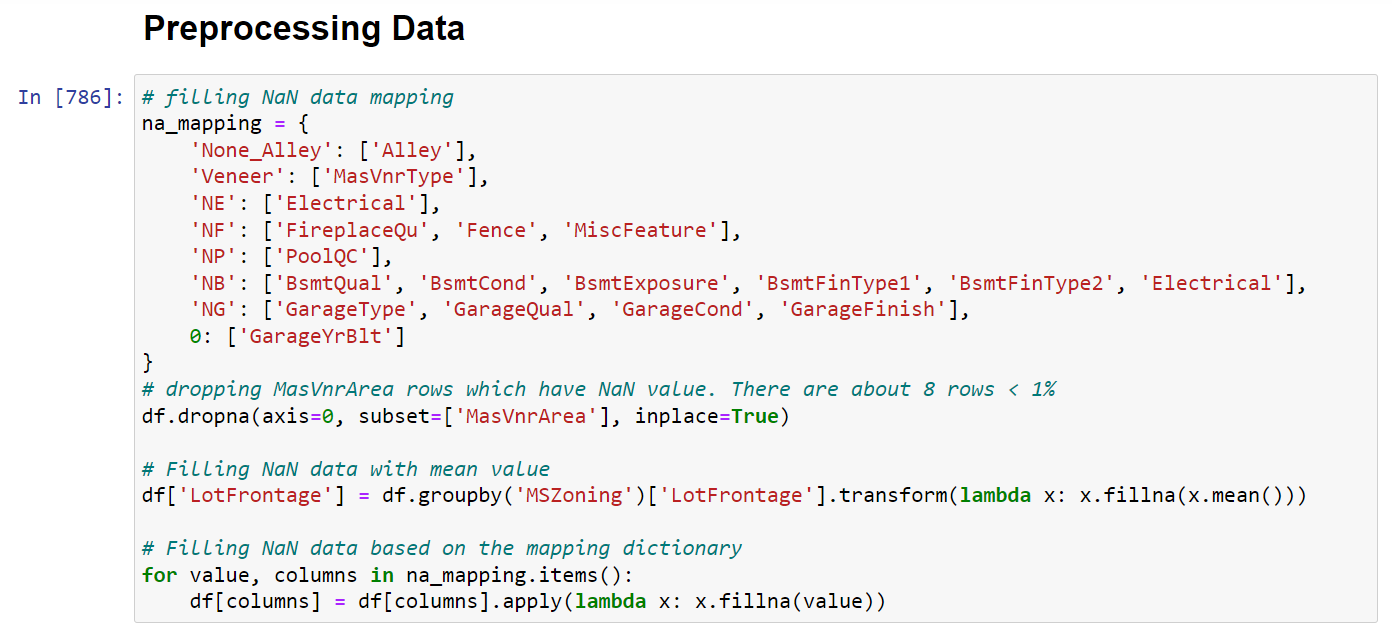 Preprocessing Data
In [786]:
# filling NaN data mapping
na_mapping = {
    'None_Alley': ['Alley'],
    'Veneer': ['MasVnrType'],
    'NE': ['Electrical'],
    'NF': ['FireplaceQu', 'Fence', 'MiscFeature'],
    'NP': ['PoolQC'],
    'NB': ['BsmtQual', 'BsmtCond', 'BsmtExposure', 'BsmtFinType1', 'BsmtFinType2', 'Electrical'],
    'NG': ['GarageType', 'GarageQual', 'GarageCond', 'GarageFinish'],
    0: ['GarageYrBlt']
}
# dropping MasVnrArea rows which have NaN value. There are about 8 rows < 1%
df.dropna(axis=0, subset=['MasVnrArea'], inplace=True)
# Filling NaN data with mean value
df['LotFrontage'] = df.groupby('MSZoning')['LotFrontage'].transform(lambda x: x.fillna(x.mean()))
# Filling NaN data based on the mapping dictionary
for value, columns in na_mapping.items():
    df[columns] = df[columns].apply(lambda x: x.fillna(value))